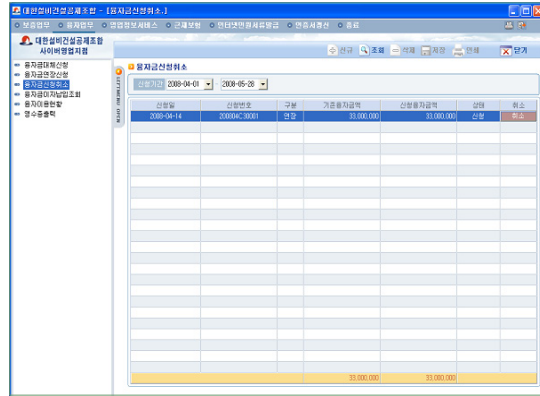 대한설비건설공제조합 - [융자금신청취소.]
보증업무 융자업무 영업정보서비스 근재보험 인터넷민원서류발급 연증서정산 종료
대한설비건설공제조합
사이버영업지점
신규 조회 삭제 저장 인쇄 닫기
융자금대체신청
융자금연장신청
융자금신청취소
융자금이자납입조회
융자이용현황
영수증출력
LEFTMENU OPEN
융자금신청취소
신청기간 2008-04-01 - 2008-05-28
신청일 신청번호 구분 기존융자금액 신청융자금액 상태 취소
2008-04-14 200804C30001 연장 33,000,000 33,000,000 신청 취소
33,000,000 33,000,000